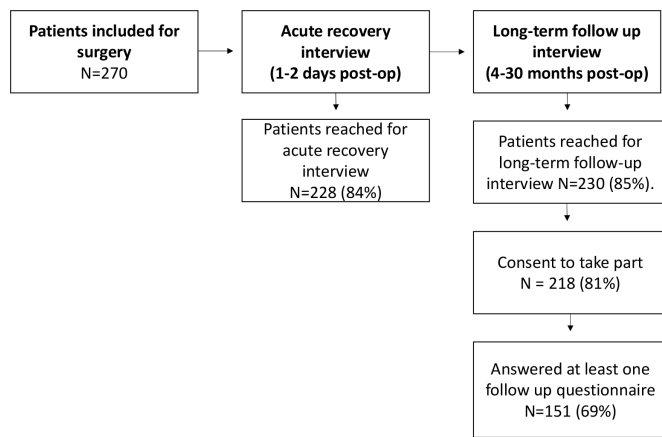 Patients included for
surgery
N=270
Acute recovery
interview
(1-2 days post-op)
Long-term follow up
interview
(4-30 months post-op)
Patients reached for
acute recovery
interview
N=228 (84%)
Patients reached for
long-term follow-up
interview N=230 (85%).
Consent to take part
N = 218 (81%)
Answered at least one
follow up questionnaire
N=151 (69%)